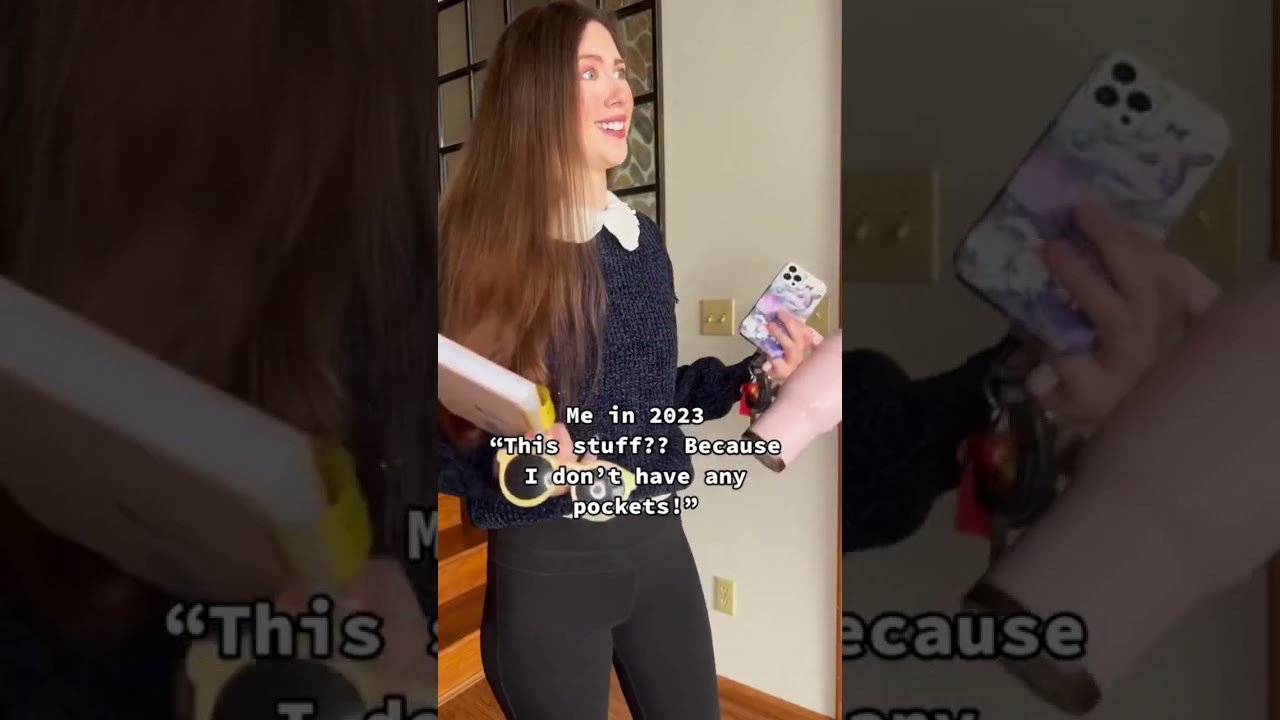 Me in 2023
“This stuff?? Because
I don’t have any
pockets!”